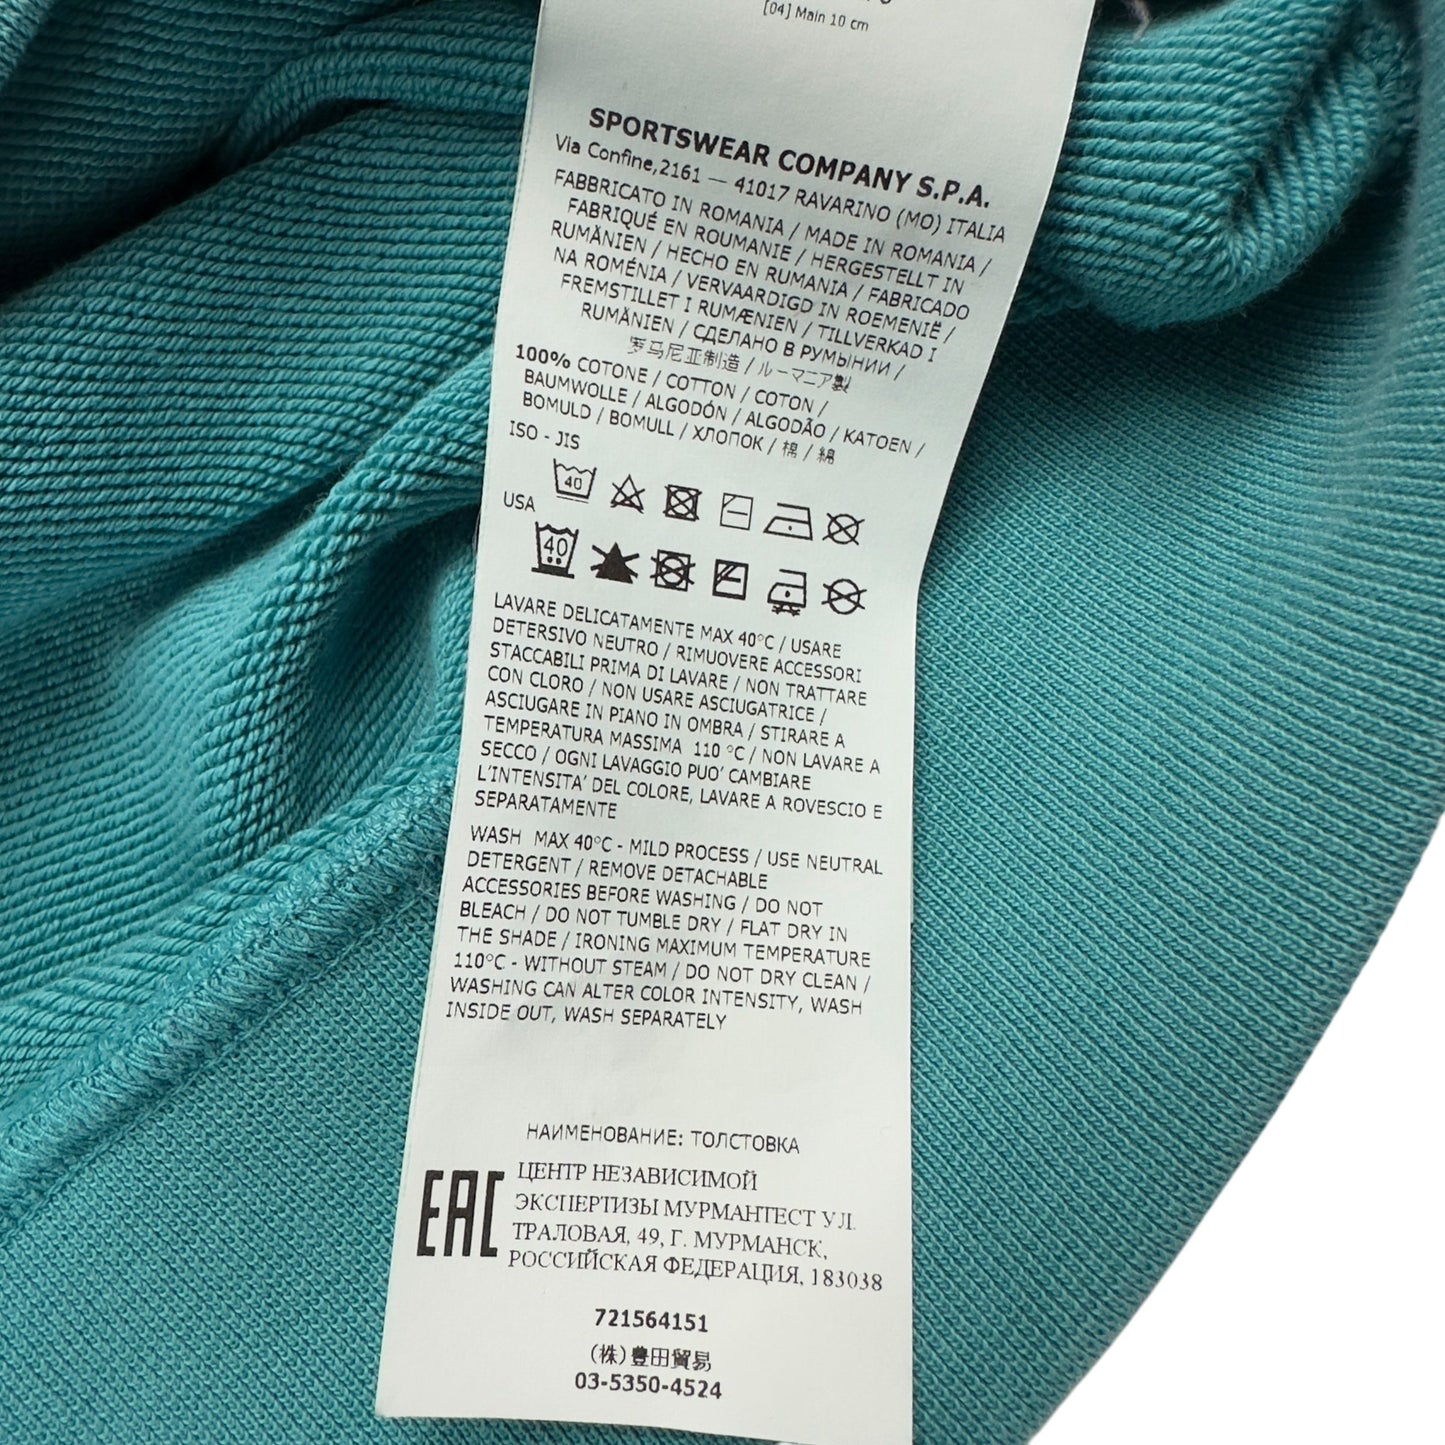 [04] Main 10 cm
SPORTSWEAR COMPANY S.P.A.
Via Confine,2161 — 41017 RAVARINO (MO) ITALIA
FABBRICATO IN ROMANIA / MADE IN ROMANIA /
FABRIQUÉ EN ROUMANIE / HERGESTELLT IN
RUMÄNIEN / HECHO EN RUMANIA / FABRICADO
NA ROMÉNIA / VERVAARDIGD IN ROEMENIË /
FREMSTILLET I RUMÆNIEN / TILLVERKAD I
RUMÄNIEN / СДЕЛАНО В РУМЫНИИ /
罗马尼亚制造 / ルーマニア製
100% COTONE / COTTON / COTON /
BAUMWOLLE / ALGODÓN / ALGODÃO / KATOEN /
BOMULD / BOMULL / ХЛОПОК / 棉 / 綿
ISO - JIS
40
USA
40
LAVARE DELICATAMENTE MAX 40°C / USARE
DETERSIVO NEUTRO / RIMUOVERE ACCESSORI
STACCABILI PRIMA DI LAVARE / NON TRATTARE
CON CLORO / NON USARE ASCIUGATRICE /
ASCIUGARE IN PIANO IN OMBRA / STIRARE A
TEMPERATURA MASSIMA 110 °C / NON LAVARE A
SECCO / OGNI LAVAGGIO PUO' CAMBIARE
L'INTENSITA' DEL COLORE, LAVARE A ROVESCIO E
SEPARATAMENTE
WASH MAX 40°C - MILD PROCESS / USE NEUTRAL
DETERGENT / REMOVE DETACHABLE
ACCESSORIES BEFORE WASHING / DO NOT
BLEACH / DO NOT TUMBLE DRY / FLAT DRY IN
THE SHADE / IRONING MAXIMUM TEMPERATURE
110°C - WITHOUT STEAM / DO NOT DRY CLEAN /
WASHING CAN ALTER COLOR INTENSITY, WASH
INSIDE OUT, WASH SEPARATELY
НАИМЕНОВАНИЕ: ТОЛСТОВКА
EAC
ЦЕНТР НЕЗАВИСИМОЙ
ЭКСПЕРТИЗЫ МУРМАНТЕСТ УЛ.
ТРАЛОВАЯ, 49, Г. МУРМАНСК,
РОССИЙСКАЯ ФЕДЕРАЦИЯ, 183038
721564151
(株)豊田貿易
03-5350-4524